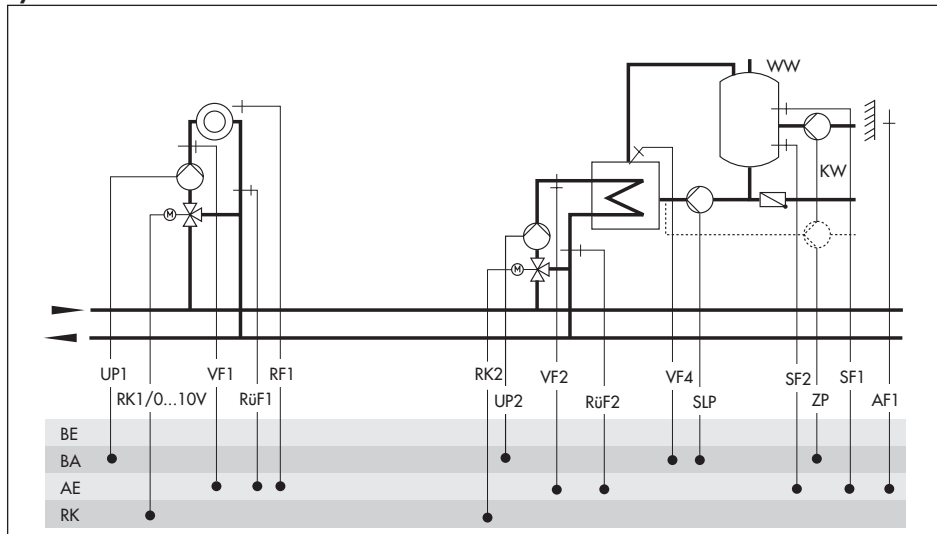 WW
KW
M
M
UP1
VF1
RF1
RK2
VF2
VF4
SF2
SF1
RK1/0...10V
RüF1
UP2
RüF2
SLP
ZP
AF1
BE
BA
AE
RK